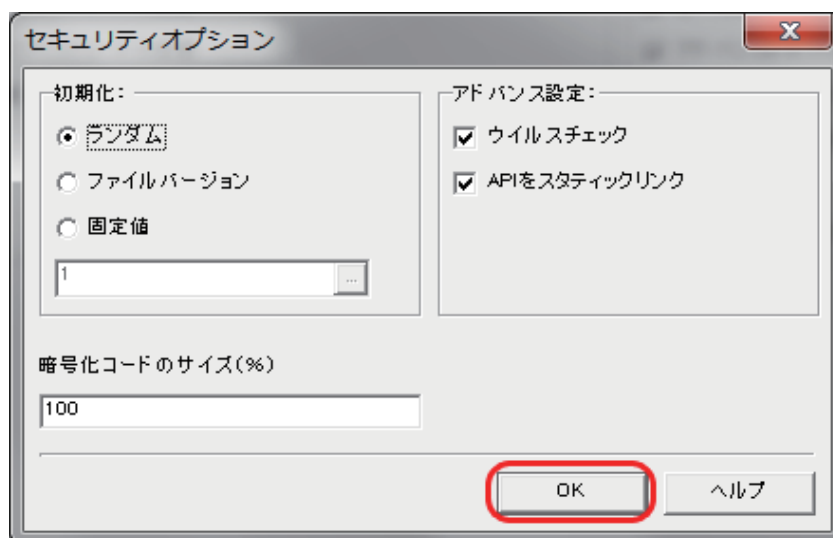 セキュリティオプション
初期化:
ランダム
ファイルバージョン
固定値
1
...
アドバンス設定:
ウイルスチェック
APIをスタティックリンク
暗号化コードのサイズ(%)
100
OK
ヘルプ